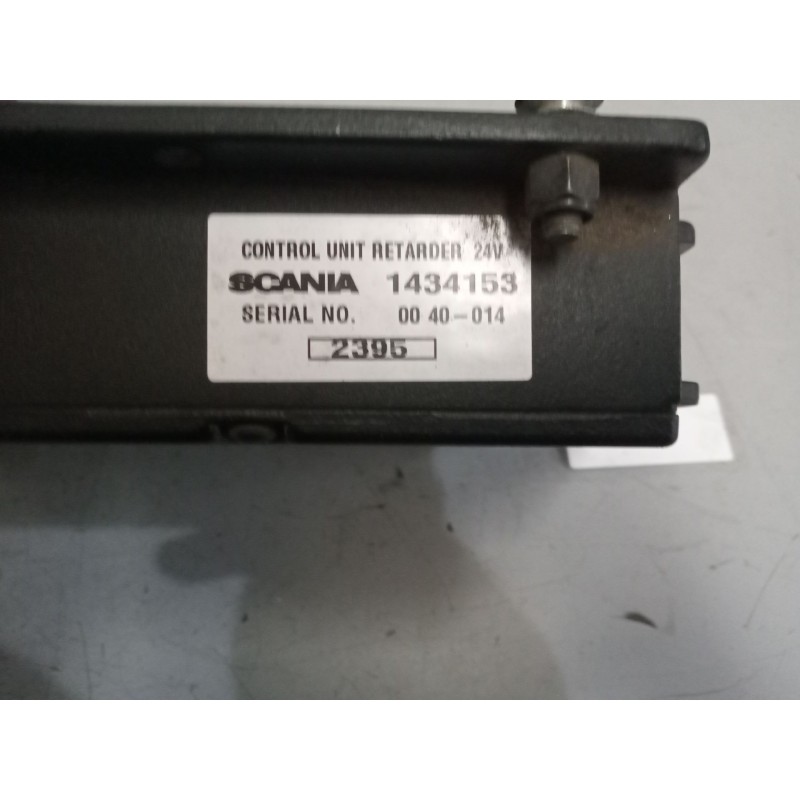 CONTROL UNIT RETARDER 24V
SCANIA 1434153
SERIAL NO. 00 40-014
2395